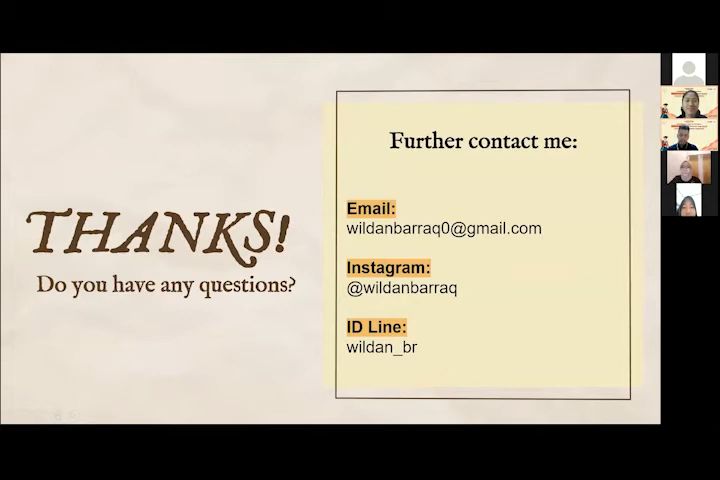 THANKS!
Do you have any questions?
Further contact me:
Email:
wildanbarraq0@gmail.com
Instagram:
@wildanbarraq
ID Line:
wildan_br